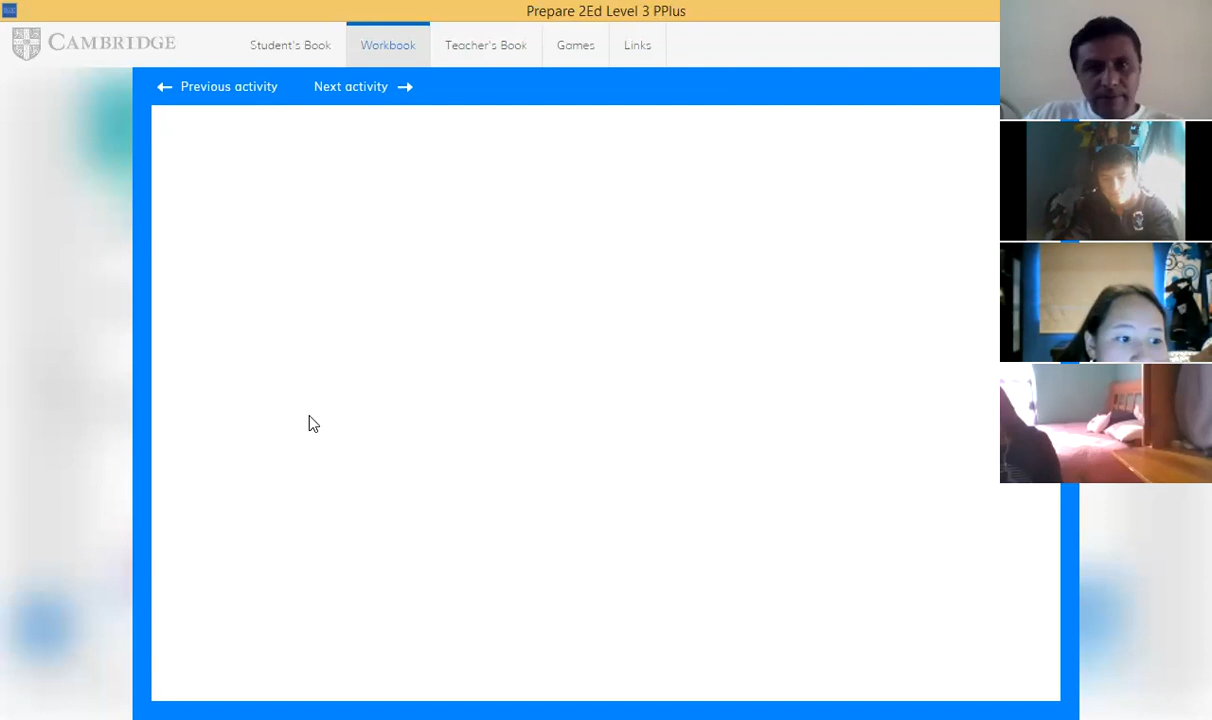 Prepare 2Ed Level 3 PPlus
CAMBRIDGE
Student's Book Workbook Teacher's Book Games Links
Previous activity Next activity